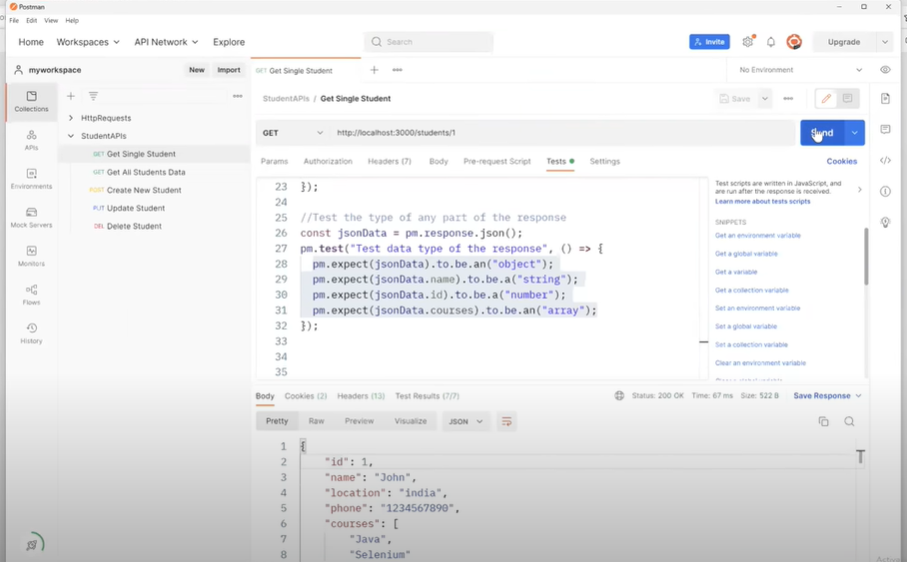 Postman
File Edit View Help
Home Workspaces API Network Explore
Search
Invite
Upgrade
myworkspace
New Import
GET Get Single Student
No Environment
Collections
APIs
Environments
Mock Servers
Monitors
Flows
History
HttpRequests
StudentAPIs
GET Get Single Student
GET Get All Students Data
POST Create New Student
PUT Update Student
DEL Delete Student
StudentAPIs / Get Single Student
Save
GET http://localhost:3000/students/1
Params Authorization Headers (7) Body Pre-request Script Tests Settings
Cookies
23 });
24
25 //Test the type of any part of the response
26 const jsonData = pm.response.json();
27 pm.test("Test data type of the response", () => {
28 pm.expect(jsonData).to.be.an("object");
29 pm.expect(jsonData.name).to.be.a("string");
30 pm.expect(jsonData.id).to.be.a("number");
31 pm.expect(jsonData.courses).to.be.an("array");
32 });
33
34
35
Test scripts are written in JavaScript, and
are run after the response is received.
Learn more about tests scripts
SNIPPETS
Get an environment variable
Get a global variable
Get a variable
Get a collection variable
Set an environment variable
Set a global variable
Set a collection variable
Clear an environment variable
Body Cookies (2) Headers (13) Test Results (7/7)
Status: 200 OK Time: 67 ms Size: 522 B Save Response
Pretty Raw Preview Visualize JSON
1 {
2 "id": 1,
3 "name": "John",
4 "location": "india",
5 "phone": "1234567890",
6 "courses": [
7 "Java",
8 "Selenium"